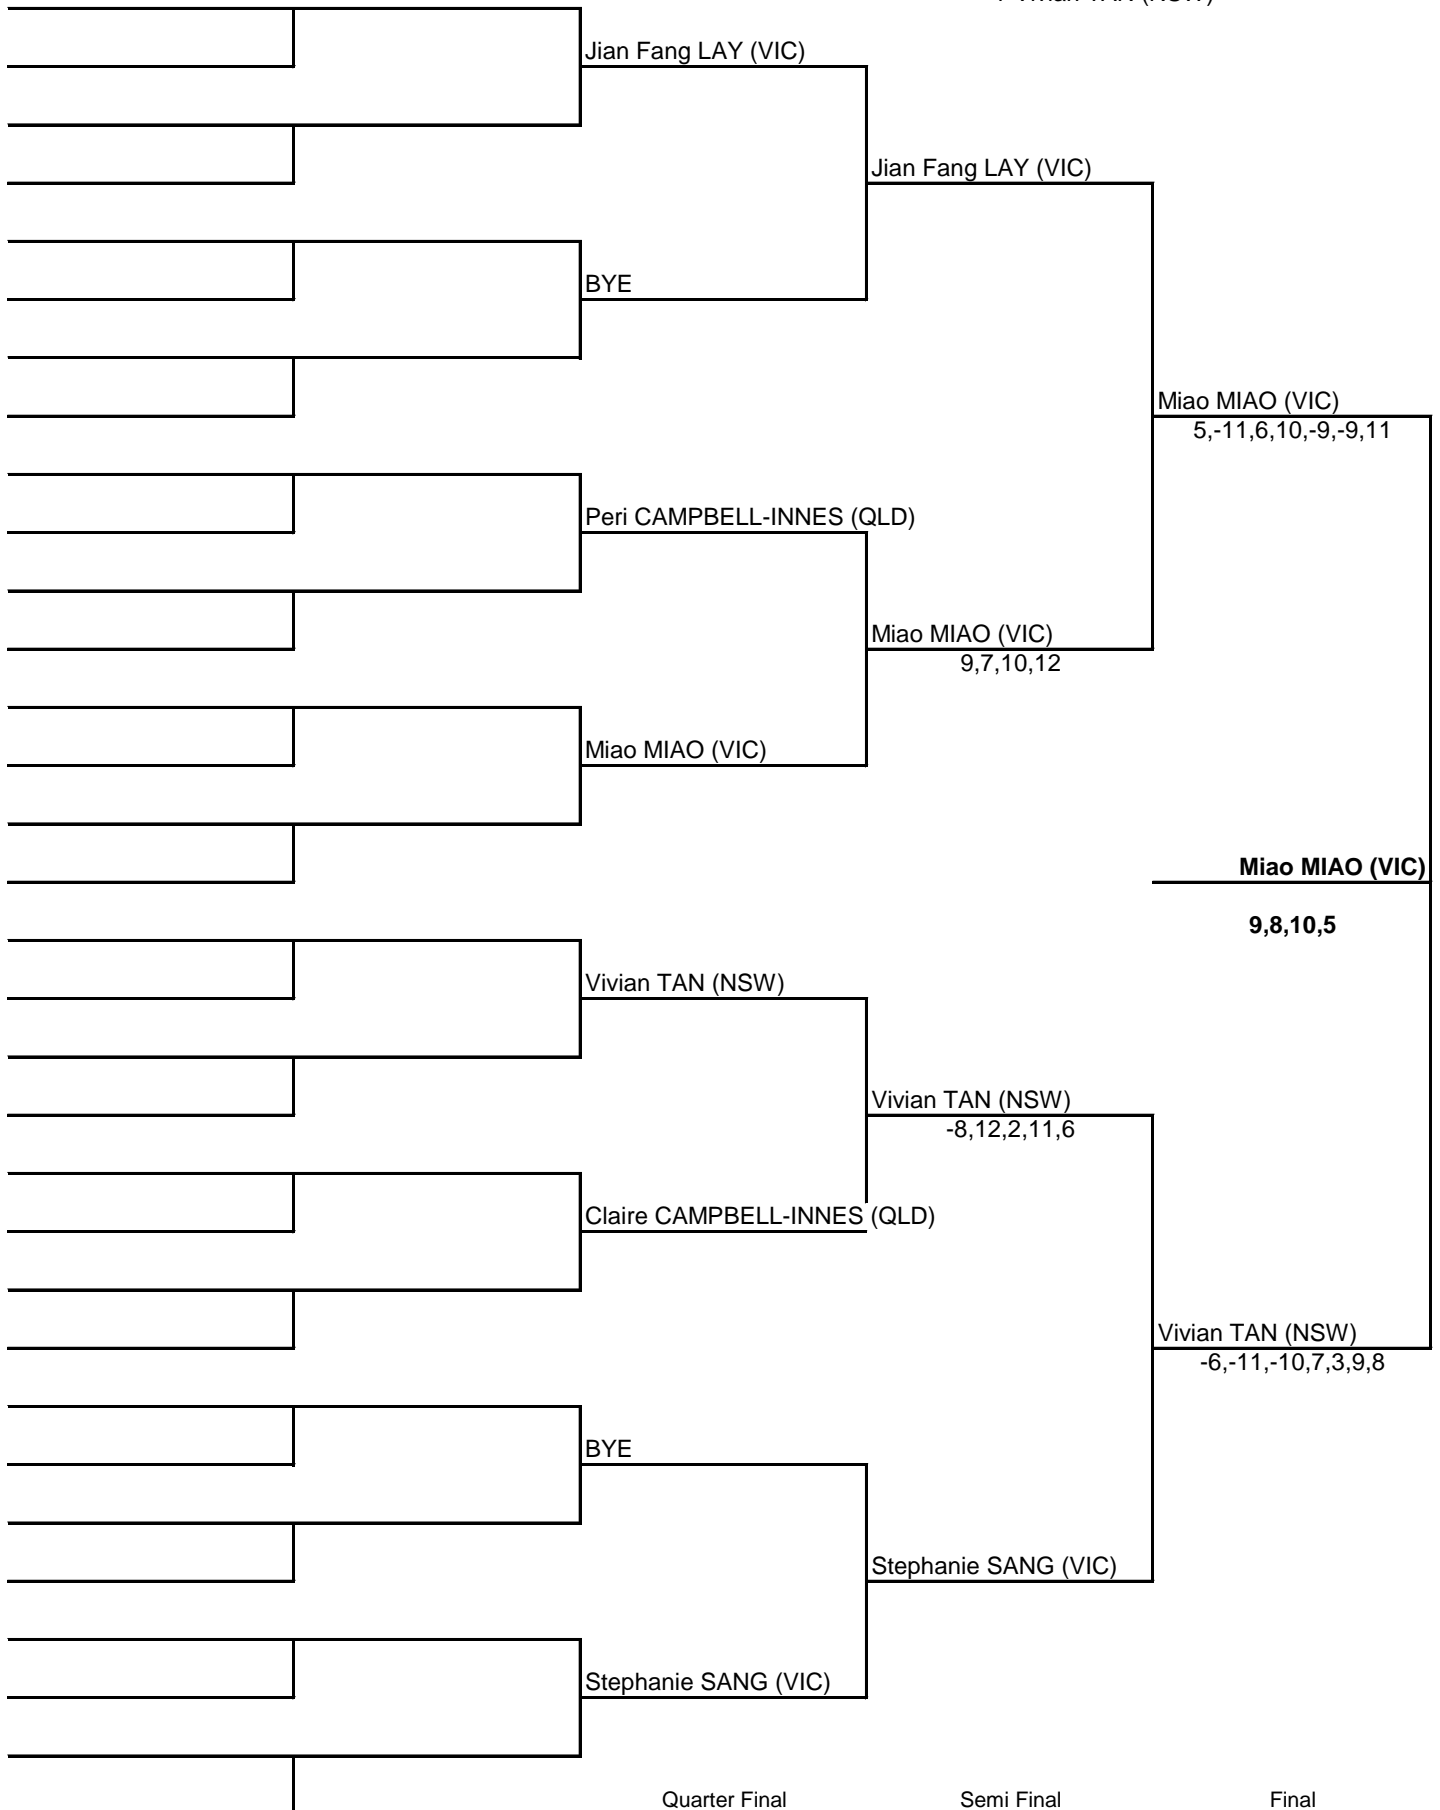 Jian Fang LAY (VIC)
Jian Fang LAY (VIC)
BYE
Miao MIAO (VIC)
5,-11,6,10,-9,-9,11
Peri CAMPBELL-INNES (QLD)
Miao MIAO (VIC)
9,7,10,12
Miao MIAO (VIC)
Miao MIAO (VIC)
9,8,10,5
Vivian TAN (NSW)
Vivian TAN (NSW)
-8,12,2,11,6
Claire CAMPBELL-INNES (QLD)
Vivian TAN (NSW)
-6,-11,-10,7,3,9,8
BYE
Stephanie SANG (VIC)
Stephanie SANG (VIC)
Quarter Final Semi Final Final